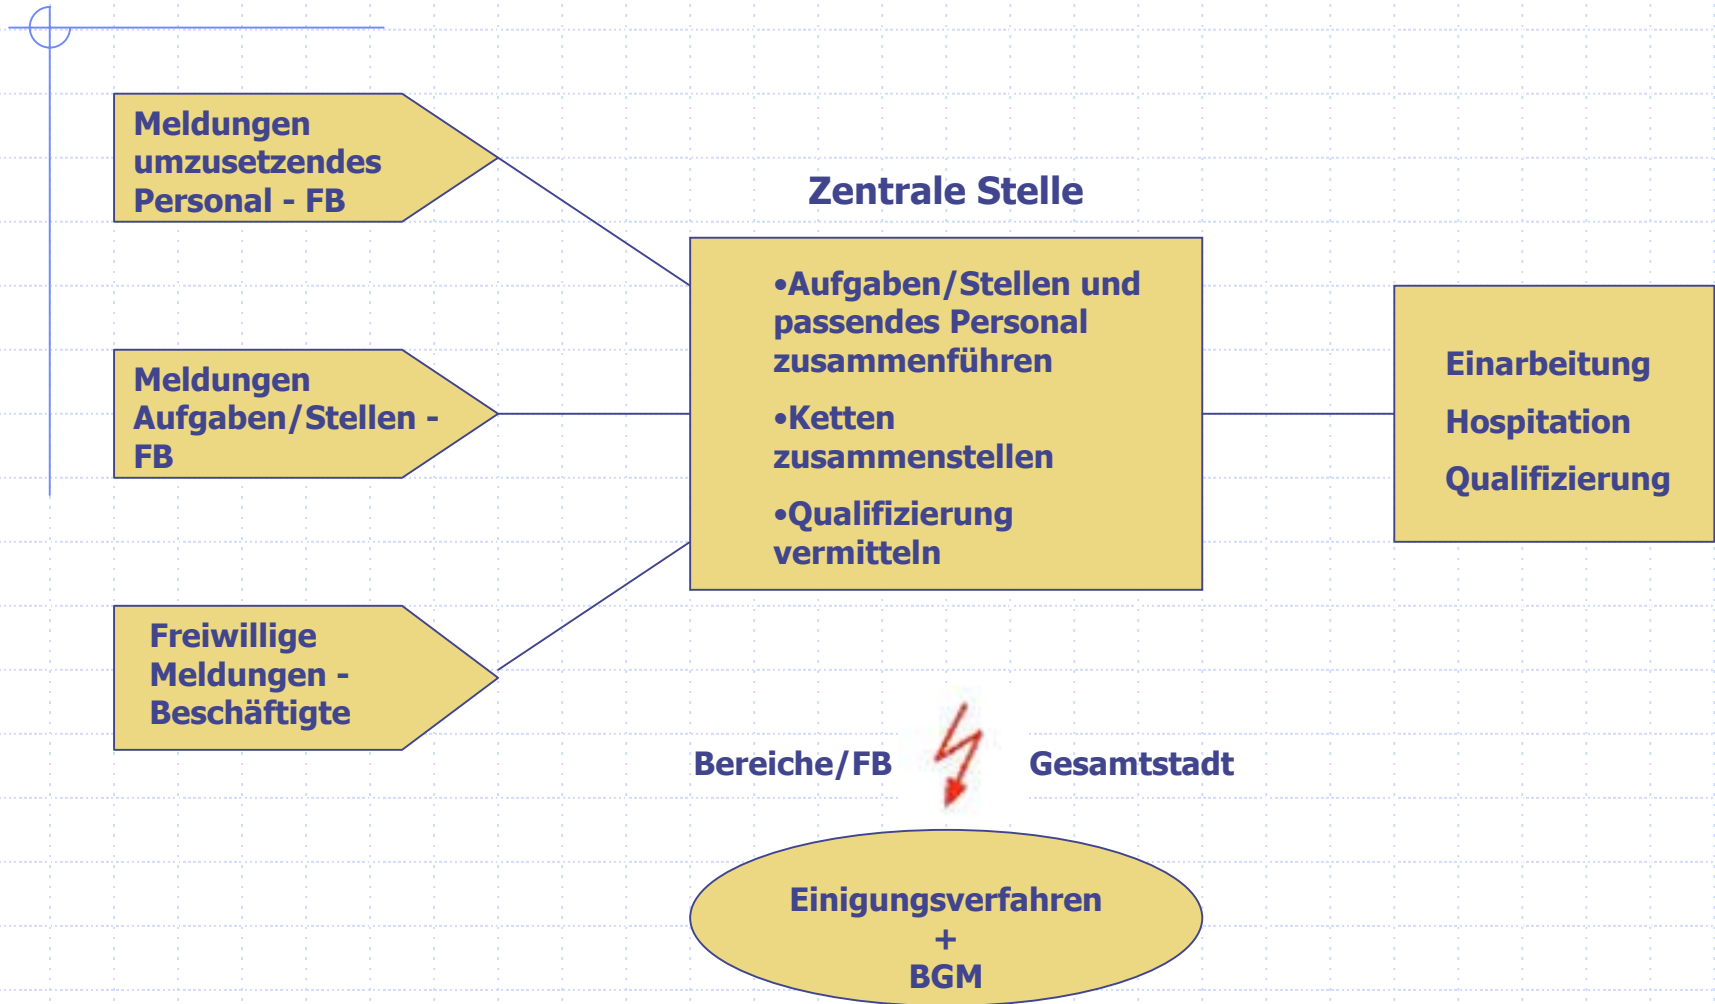 Meldungen
umzusetzendes
Personal - FB
Meldungen
Aufgaben/Stellen -
FB
Freiwillige
Meldungen -
Beschäftigte
Zentrale Stelle
•Aufgaben/Stellen und
passendes Personal
zusammenführen
•Ketten
zusammenstellen
•Qualifizierung
vermitteln
Einarbeitung
Hospitation
Qualifizierung
Bereiche/FB
Gesamtstadt
Einigungsverfahren
+
BGM